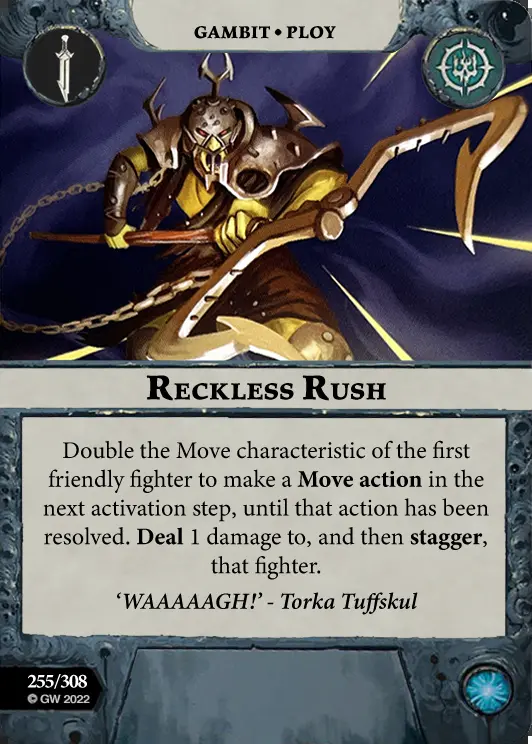 GAMBIT • PLOY
RECKLESS RUSH
Double the Move characteristic of the first
friendly fighter to make a Move action in the
next activation step, until that action has been
resolved. Deal 1 damage to, and then stagger,
that fighter.
‘WAAAAAGH!’ - Torka Tuffskul
255/308
© GW 2022